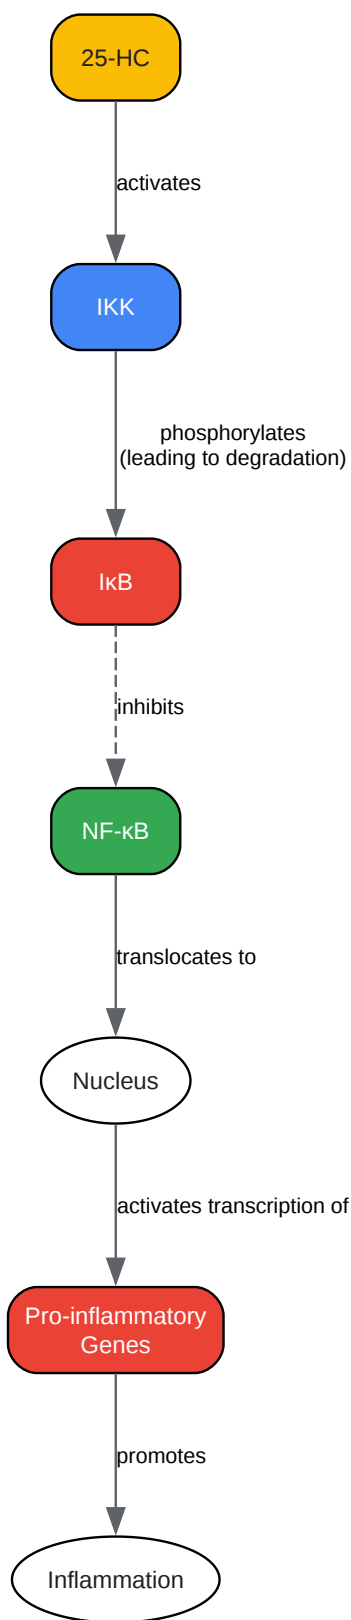 25-HC
activates
IKK
phosphorylates
(leading to degradation)
IκB
inhibits
NF-κB
translocates to
Nucleus
activates transcription of
Pro-inflammatory
Genes
promotes
Inflammation